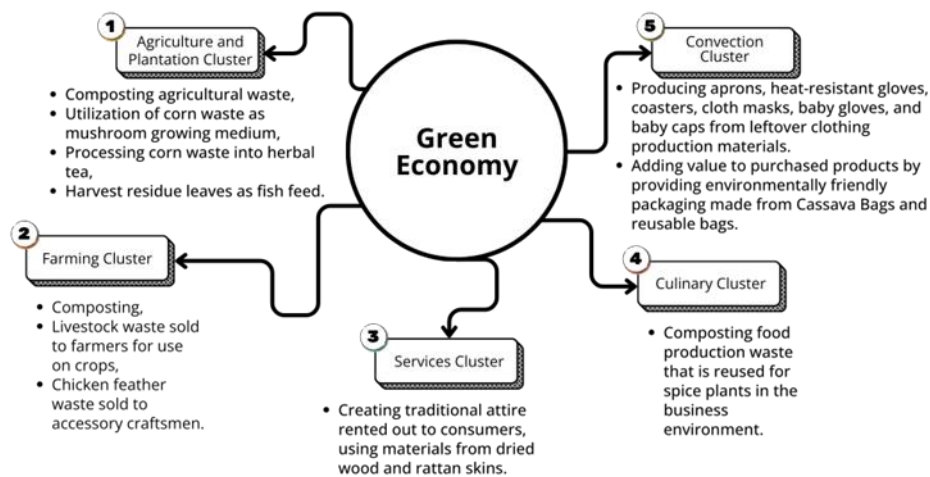 Green
Economy
1
Agriculture and
Plantation Cluster
• Composting agricultural waste,
• Utilization of corn waste as
mushroom growing medium,
• Processing corn waste into herbal
tea,
• Harvest residue leaves as fish feed.
2
Farming Cluster
• Composting,
• Livestock waste sold
to farmers for use
on crops,
• Chicken feather
waste sold to
accessory craftsmen.
3
Services Cluster
• Creating traditional attire
rented out to consumers,
using materials from dried
wood and rattan skins.
4
Culinary Cluster
• Composting food
production waste
that is reused for
spice plants in the
business
environment.
5
Convection
Cluster
• Producing aprons, heat-resistant gloves,
coasters, cloth masks, baby gloves, and
baby caps from leftover clothing
production materials.
• Adding value to purchased products by
providing environmentally friendly
packaging made from Cassava Bags and
reusable bags.